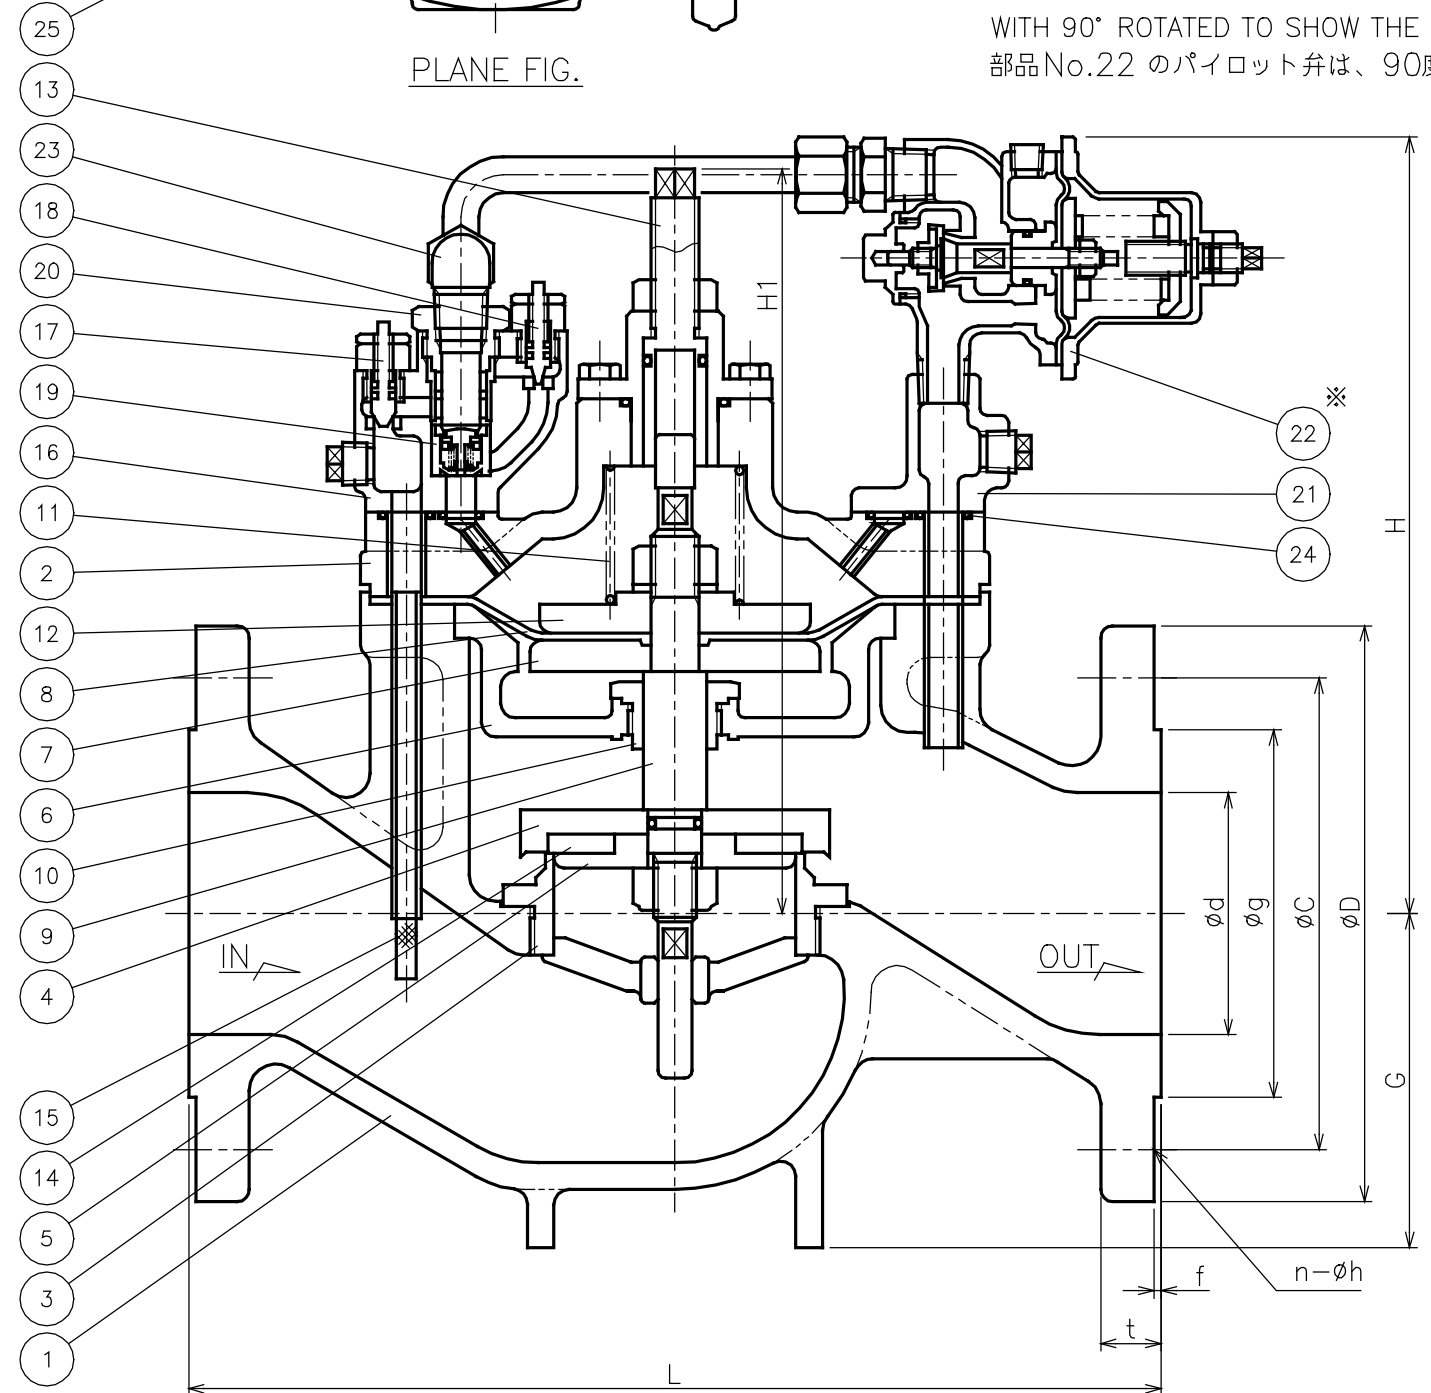 25
PLANE FIG.
WITH 90° ROTATED TO SHOW THE
部品No.22 のパイロット弁は、90度
13
23
18
20
17
19
16
11
2
12
8
7
6
10
9
4
15
14
5
3
1
※
22
21
24
H1
H
IN
OUT
ød
øg
øC
øD
G
n-øh
f
t
L